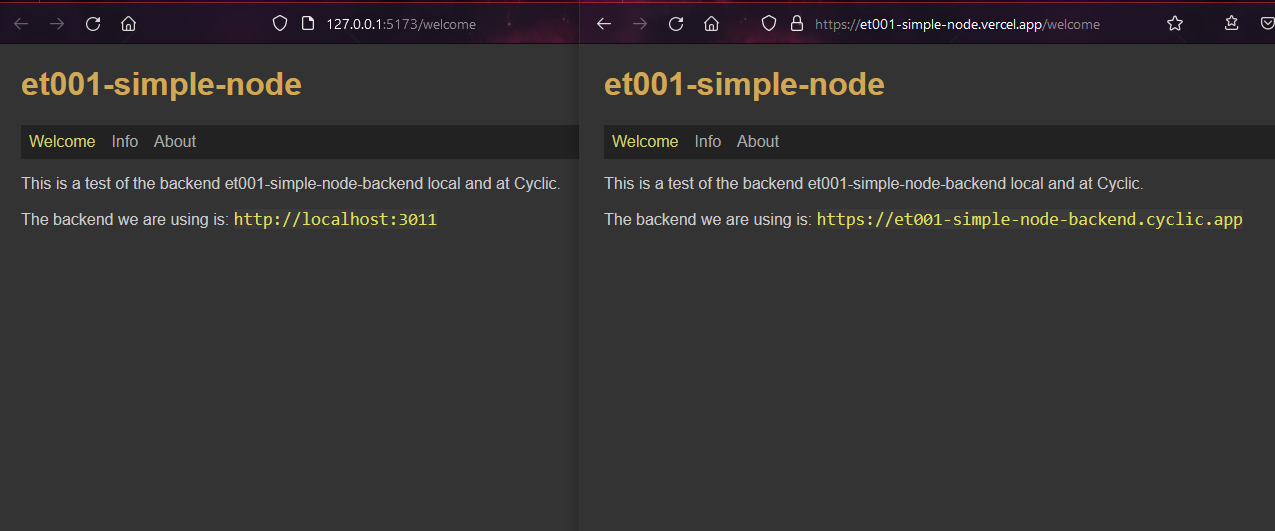 127.0.0.1:5173/welcome
et001-simple-node
Welcome Info About
This is a test of the backend et001-simple-node-backend local and at Cyclic.
The backend we are using is: http://localhost:3011
https://et001-simple-node.vercel.app/welcome
et001-simple-node
Welcome Info About
This is a test of the backend et001-simple-node-backend local and at Cyclic.
The backend we are using is: https://et001-simple-node-backend.cyclic.app